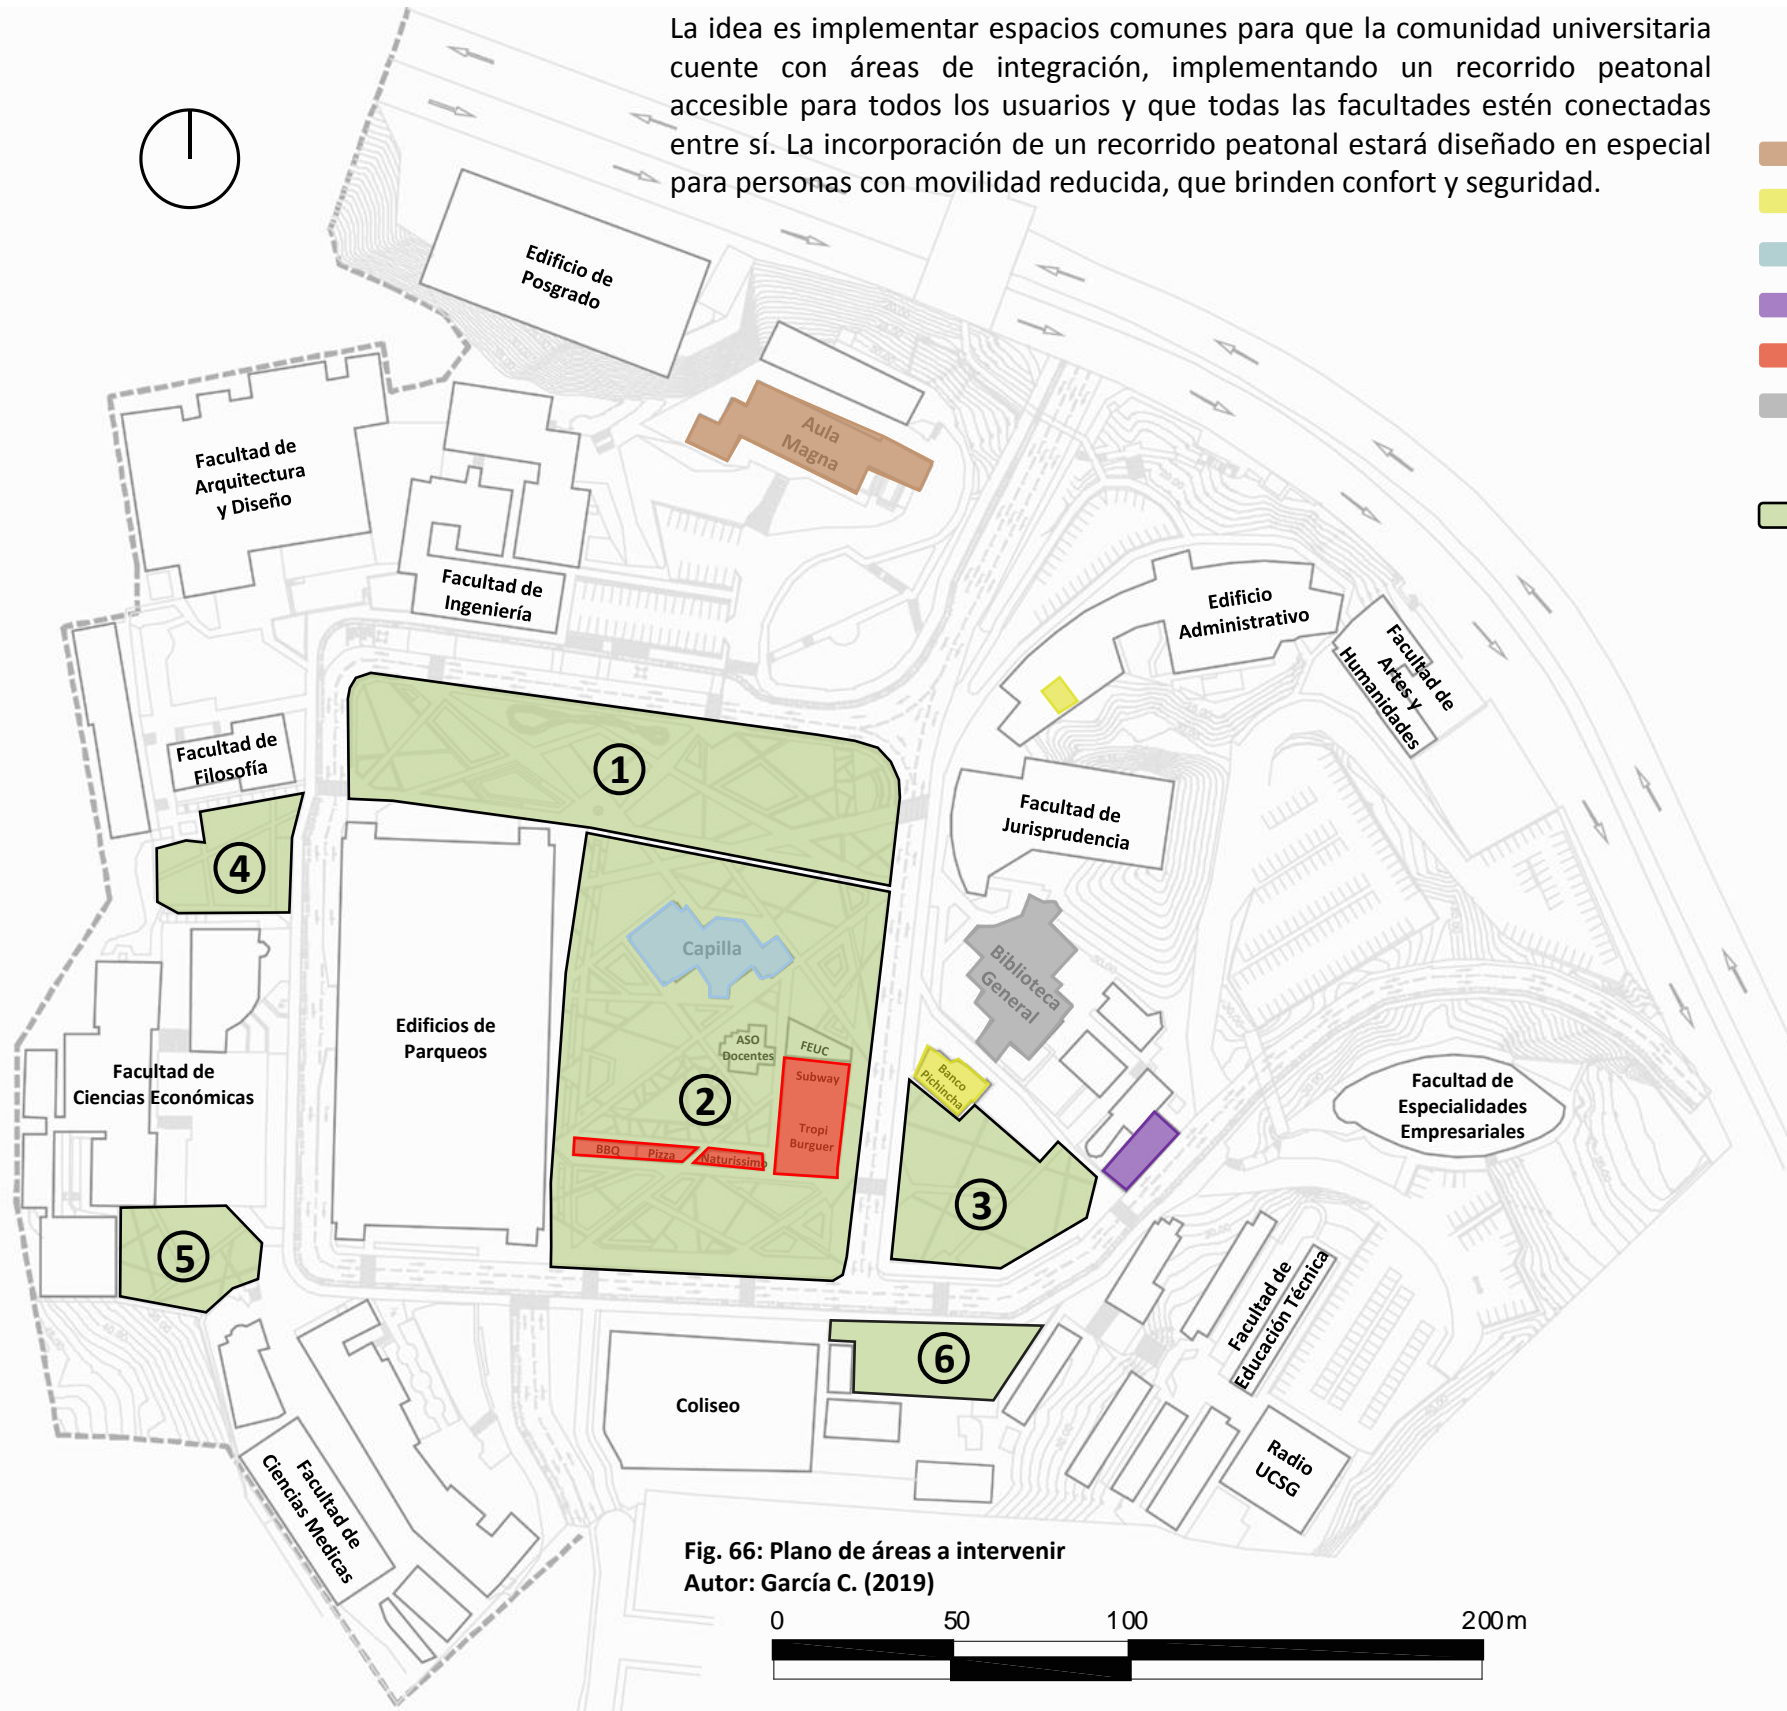 La idea es implementar espacios comunes para que la comunidad universitaria
cuente con áreas de integración, implementando un recorrido peatonal
accesible para todos los usuarios y que todas las facultades estén conectadas
entre sí. La incorporación de un recorrido peatonal estará diseñado en especial
para personas con movilidad reducida, que brinden confort y seguridad.
Edificio de
Posgrado
Aula
Magna
Facultad de
Arquitectura
y Diseño
Facultad de
Ingeniería
Edificio
Administrativo
Facultad de
Artes y
Humanidades
Facultad de
Filosofía
1
Facultad de
Jurisprudencia
4
Capilla
Biblioteca
General
Edificios de
Parqueos
ASO
Docentes
FEUC
Subway
Banco
Pichincha
Facultad de
Ciencias Económicas
2
Tropi
Burguer
BBQ
Pizza
Naturissimo
Facultad de
Especialidades
Empresariales
3
5
Facultad de
Educación Técnica
6
Coliseo
Radio
UCSG
Facultad de
Ciencias Medicas
Fig. 66: Plano de áreas a intervenir
Autor: García C. (2019)
0 50 100 200m